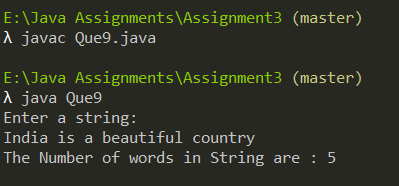 E:\Java Assignments\Assignment3 (master)
λ javac Que9.java
E:\Java Assignments\Assignment3 (master)
λ java Que9
Enter a string:
India is a beautiful country
The Number of words in String are : 5